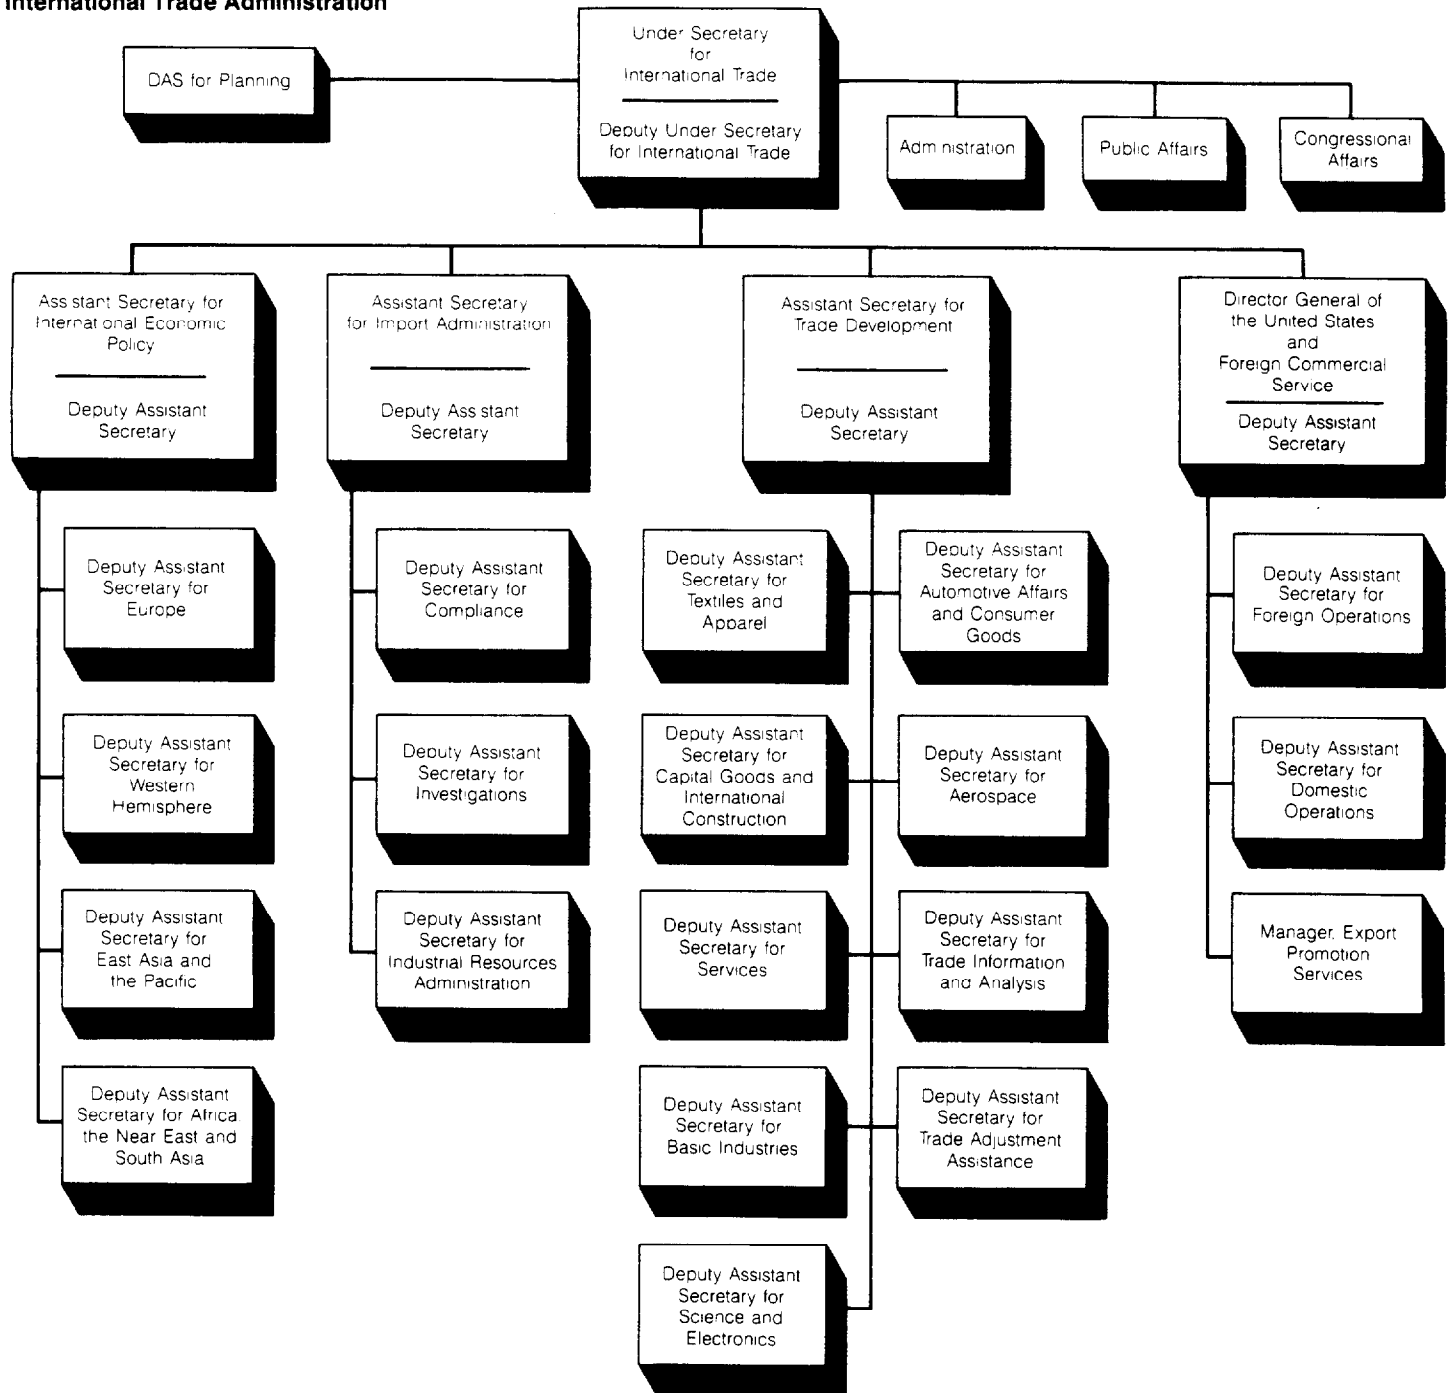 International Trade Administration
Under Secretary
for
International Trade
Deputy Under Secretary
for International Trade
DAS for Planning
Administration
Public Affairs
Congressional
Affairs
Assistant Secretary for
International Economic
Policy
Deputy Assistant
Secretary
Assistant Secretary
for Import Administration
Deputy Assistant
Secretary
Assistant Secretary for
Trade Development
Deputy Assistant
Secretary
Director General of
the United States
and
Foreign Commercial
Service
Deputy Assistant
Secretary
Deputy Assistant
Secretary for
Europe
Deputy Assistant
Secretary for
Western
Hemisphere
Deputy Assistant
Secretary for
East Asia and
the Pacific
Deputy Assistant
Secretary for Africa,
the Near East and
South Asia
Deputy Assistant
Secretary for
Compliance
Deputy Assistant
Secretary for
Investigations
Deputy Assistant
Secretary for
Industrial Resources
Administration
Deputy Assistant
Secretary for
Textiles and
Apparel
Deputy Assistant
Secretary for
Capital Goods and
International
Construction
Deputy Assistant
Secretary for
Services
Deputy Assistant
Secretary for
Basic Industries
Deputy Assistant
Secretary for
Science and
Electronics
Deputy Assistant
Secretary for
Automotive Affairs
and Consumer
Goods
Deputy Assistant
Secretary for
Aerospace
Deputy Assistant
Secretary for
Trade Information
and Analysis
Deputy Assistant
Secretary for
Trade Adjustment
Assistance
Deputy Assistant
Secretary for
Foreign Operations
Deputy Assistant
Secretary for
Domestic
Operations
Manager, Export
Promotion
Services